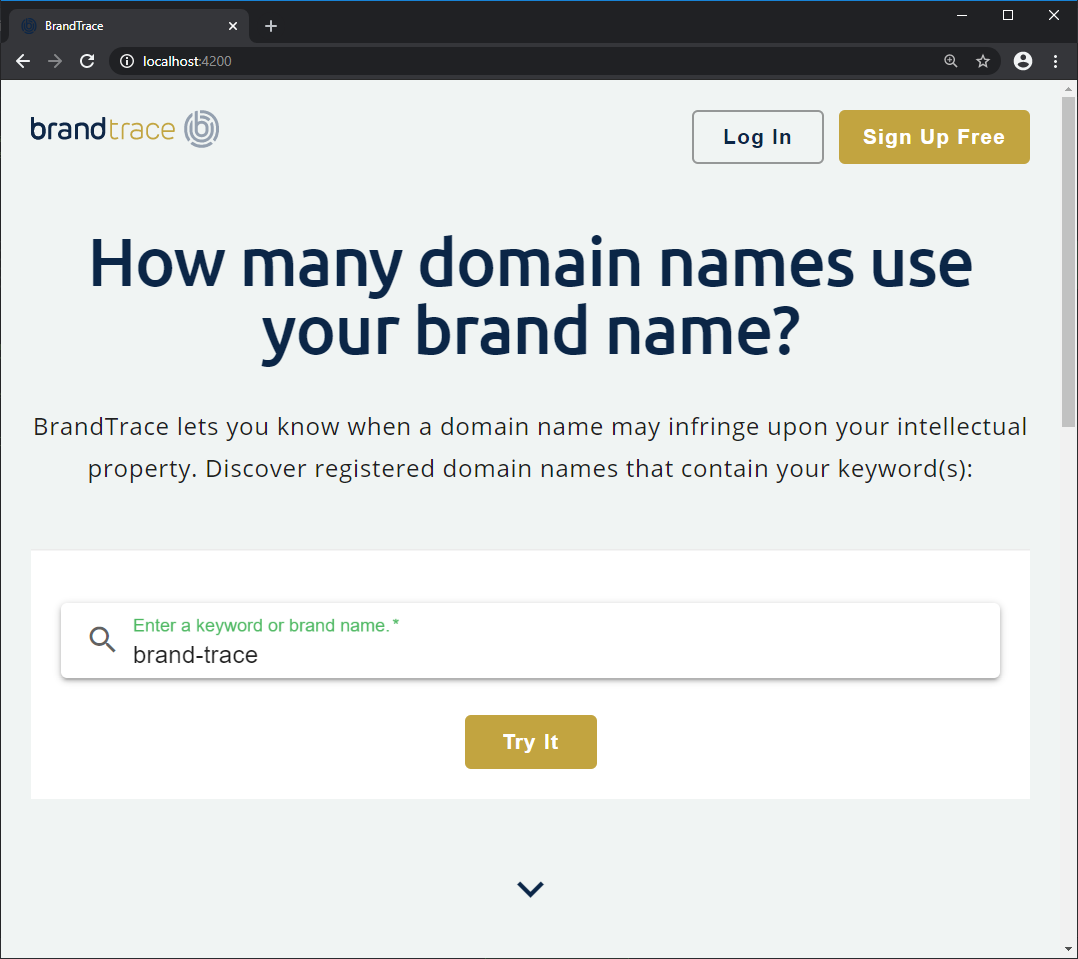 BrandTrace
localhost:4200
brandtrace b
Log In
Sign Up Free
How many domain names use
your brand name?
BrandTrace lets you know when a domain name may infringe upon your intellectual
property. Discover registered domain names that contain your keyword(s):
Enter a keyword or brand name.*
brand-trace
Try It